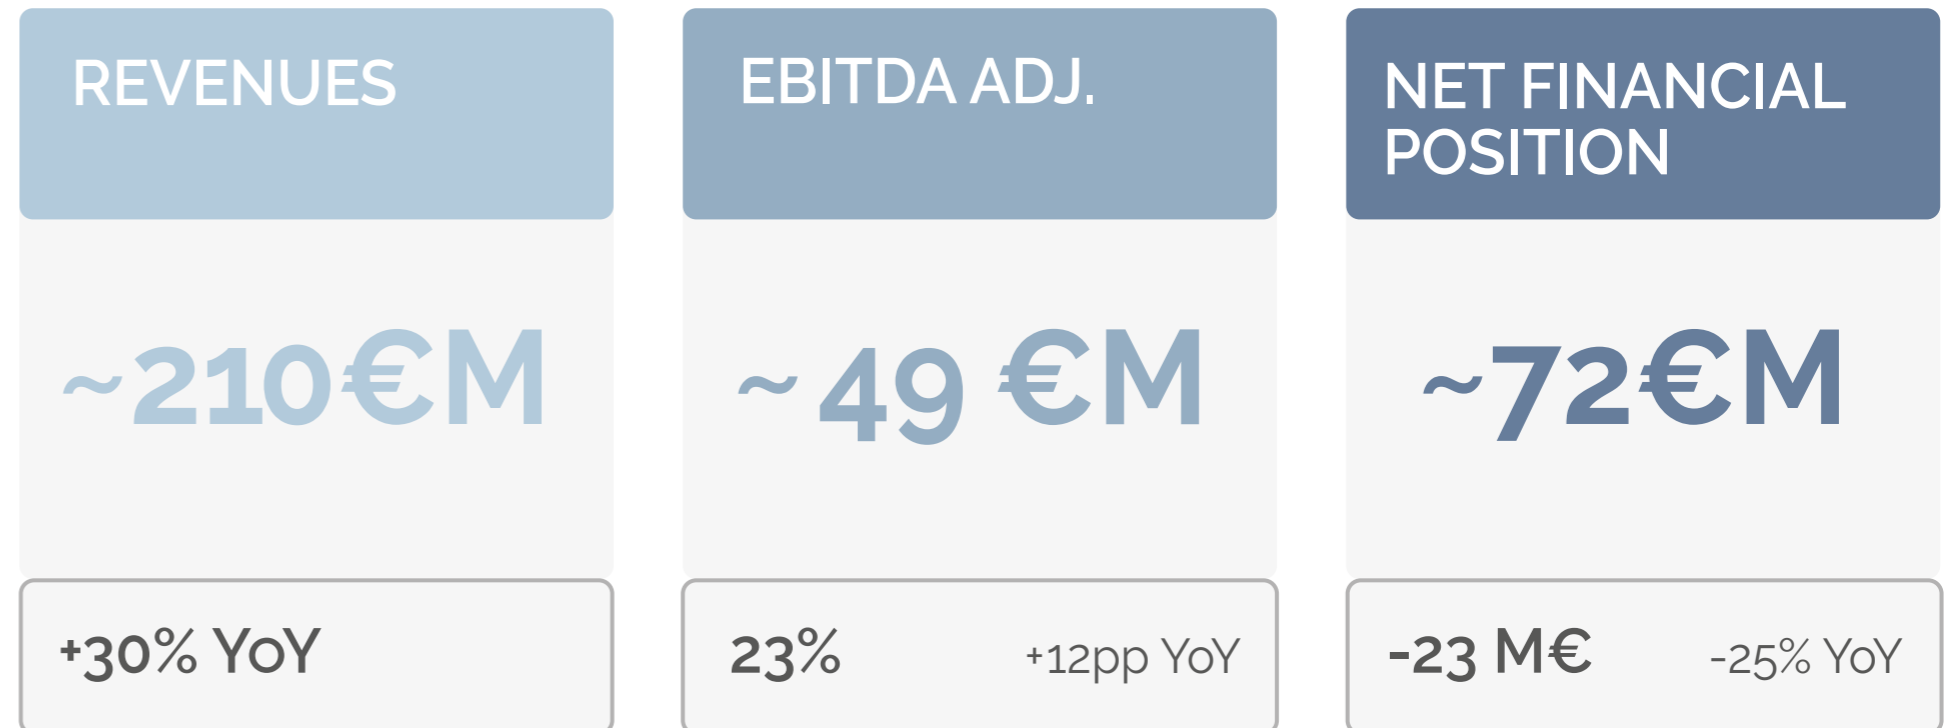 REVENUES
~210€M
+30% YoY
EBITDA ADJ.
~49 €M
23% +12pp YoY
NET FINANCIAL
POSITION
~72€M
-23 M€ -25% YoY